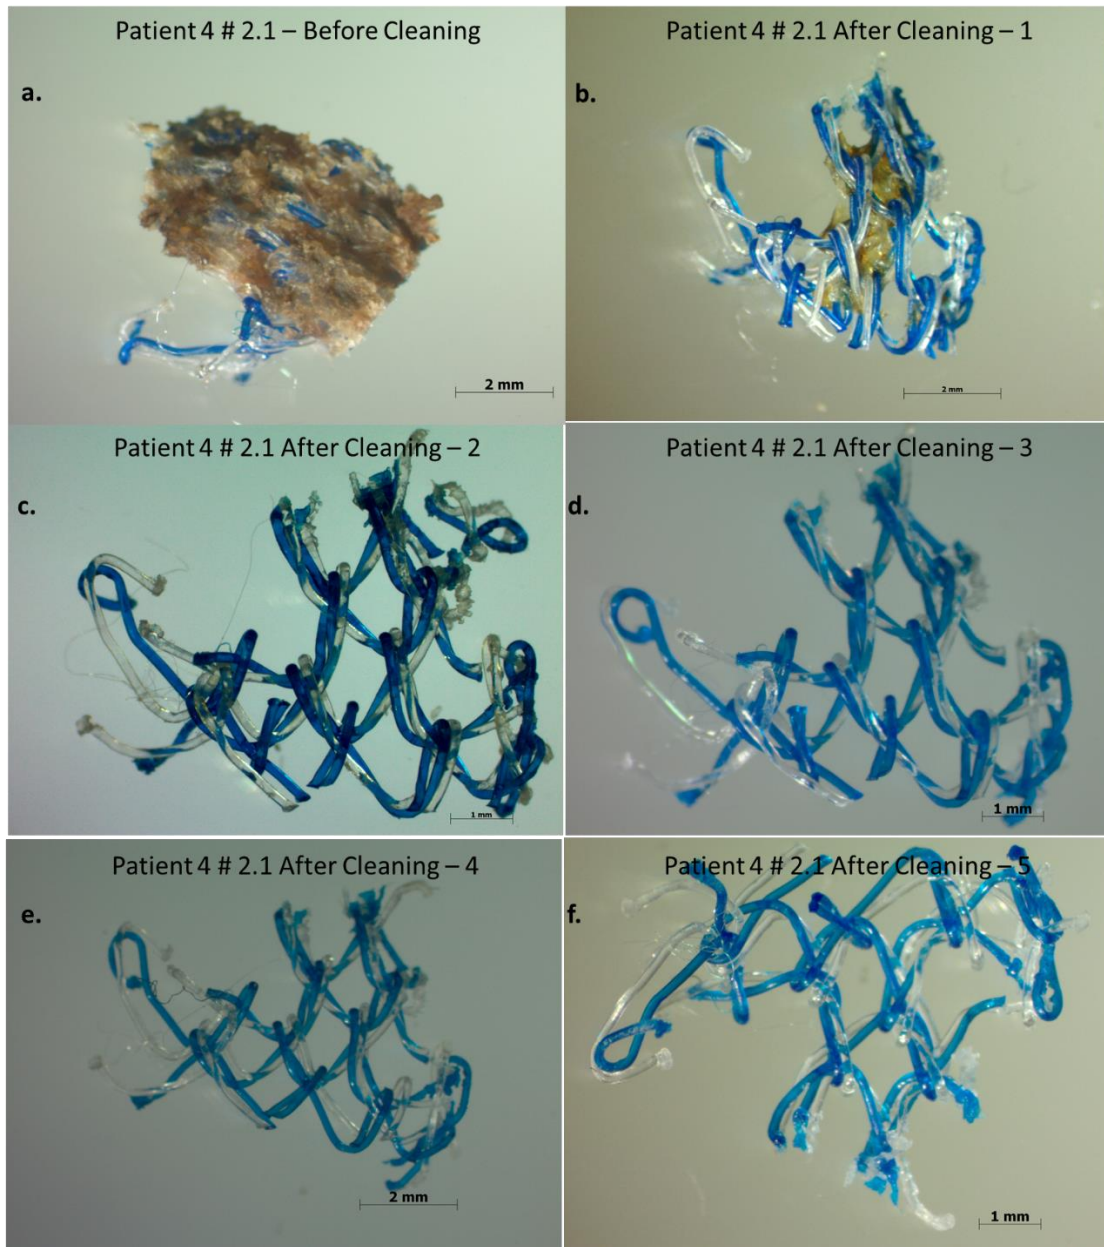 Patient 4 # 2.1 – Before Cleaning
a.
2 mm
Patient 4 # 2.1 After Cleaning – 1
b.
2 mm
Patient 4 # 2.1 After Cleaning – 2
c.
1 mm
Patient 4 # 2.1 After Cleaning – 3
d.
1 mm
Patient 4 # 2.1 After Cleaning – 4
e.
2 mm
Patient 4 # 2.1 After Cleaning – 5
f.
1 mm